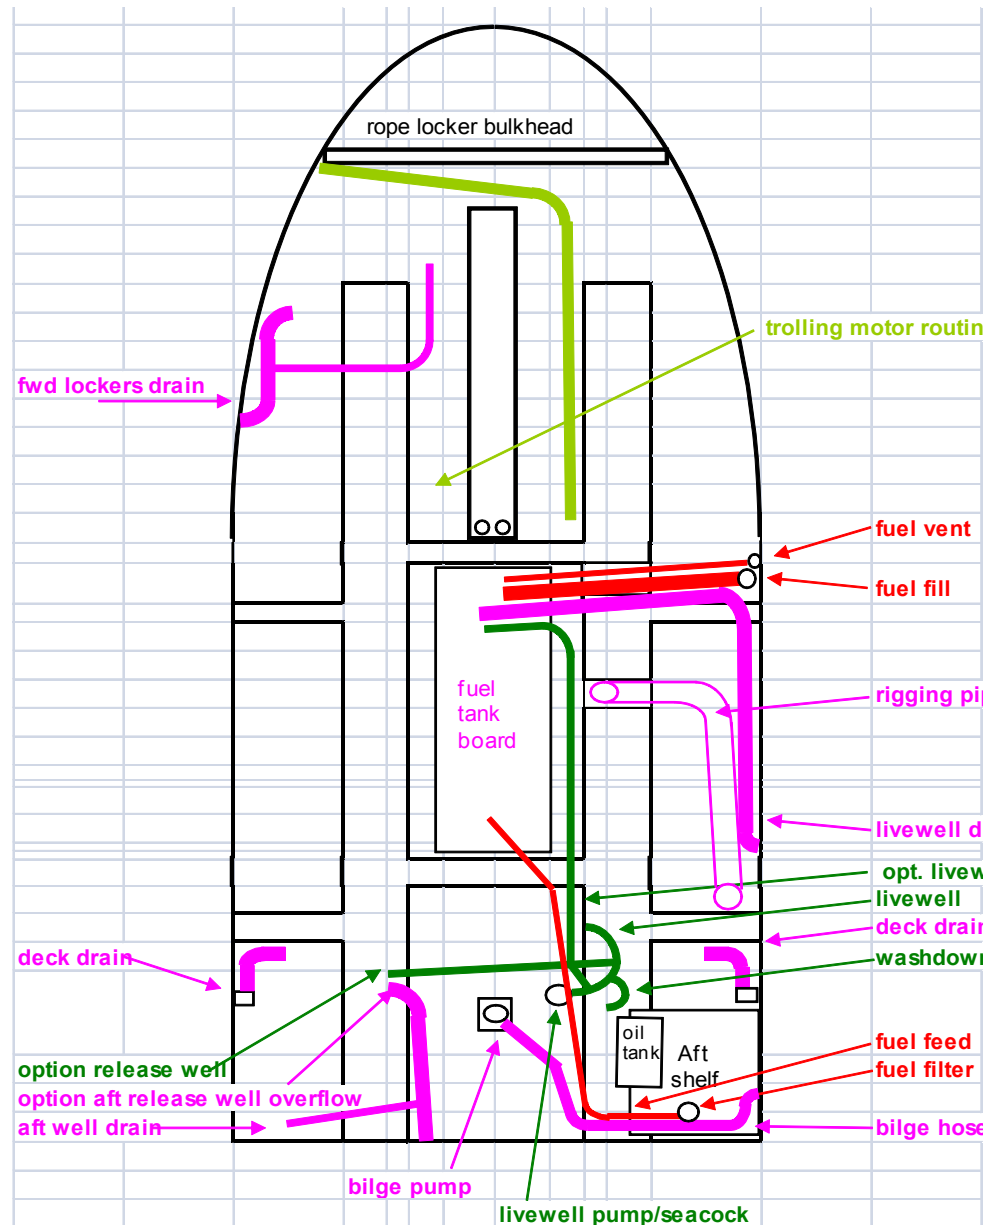 rope locker bulkhead
trolling motor routin
fwd lockers drain
fuel vent
fuel fill
fuel
tank
board
rigging pip
livewell d
opt. livew
livewell
deck drain
deck drain
washdown
oil
tank
Aft
shelf
fuel feed
fuel filter
option release well
option aft release well overflow
aft well drain
bilge hose
bilge pump
livewell pump/seacock